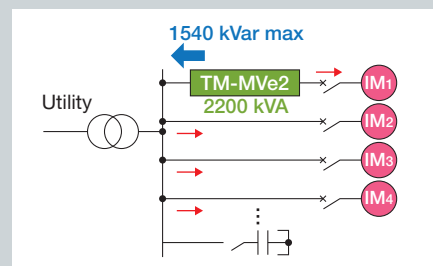 1540 kVar max
TM-MVe2
2200 kVA
IM1
Utility
IM2
IM3
IM4